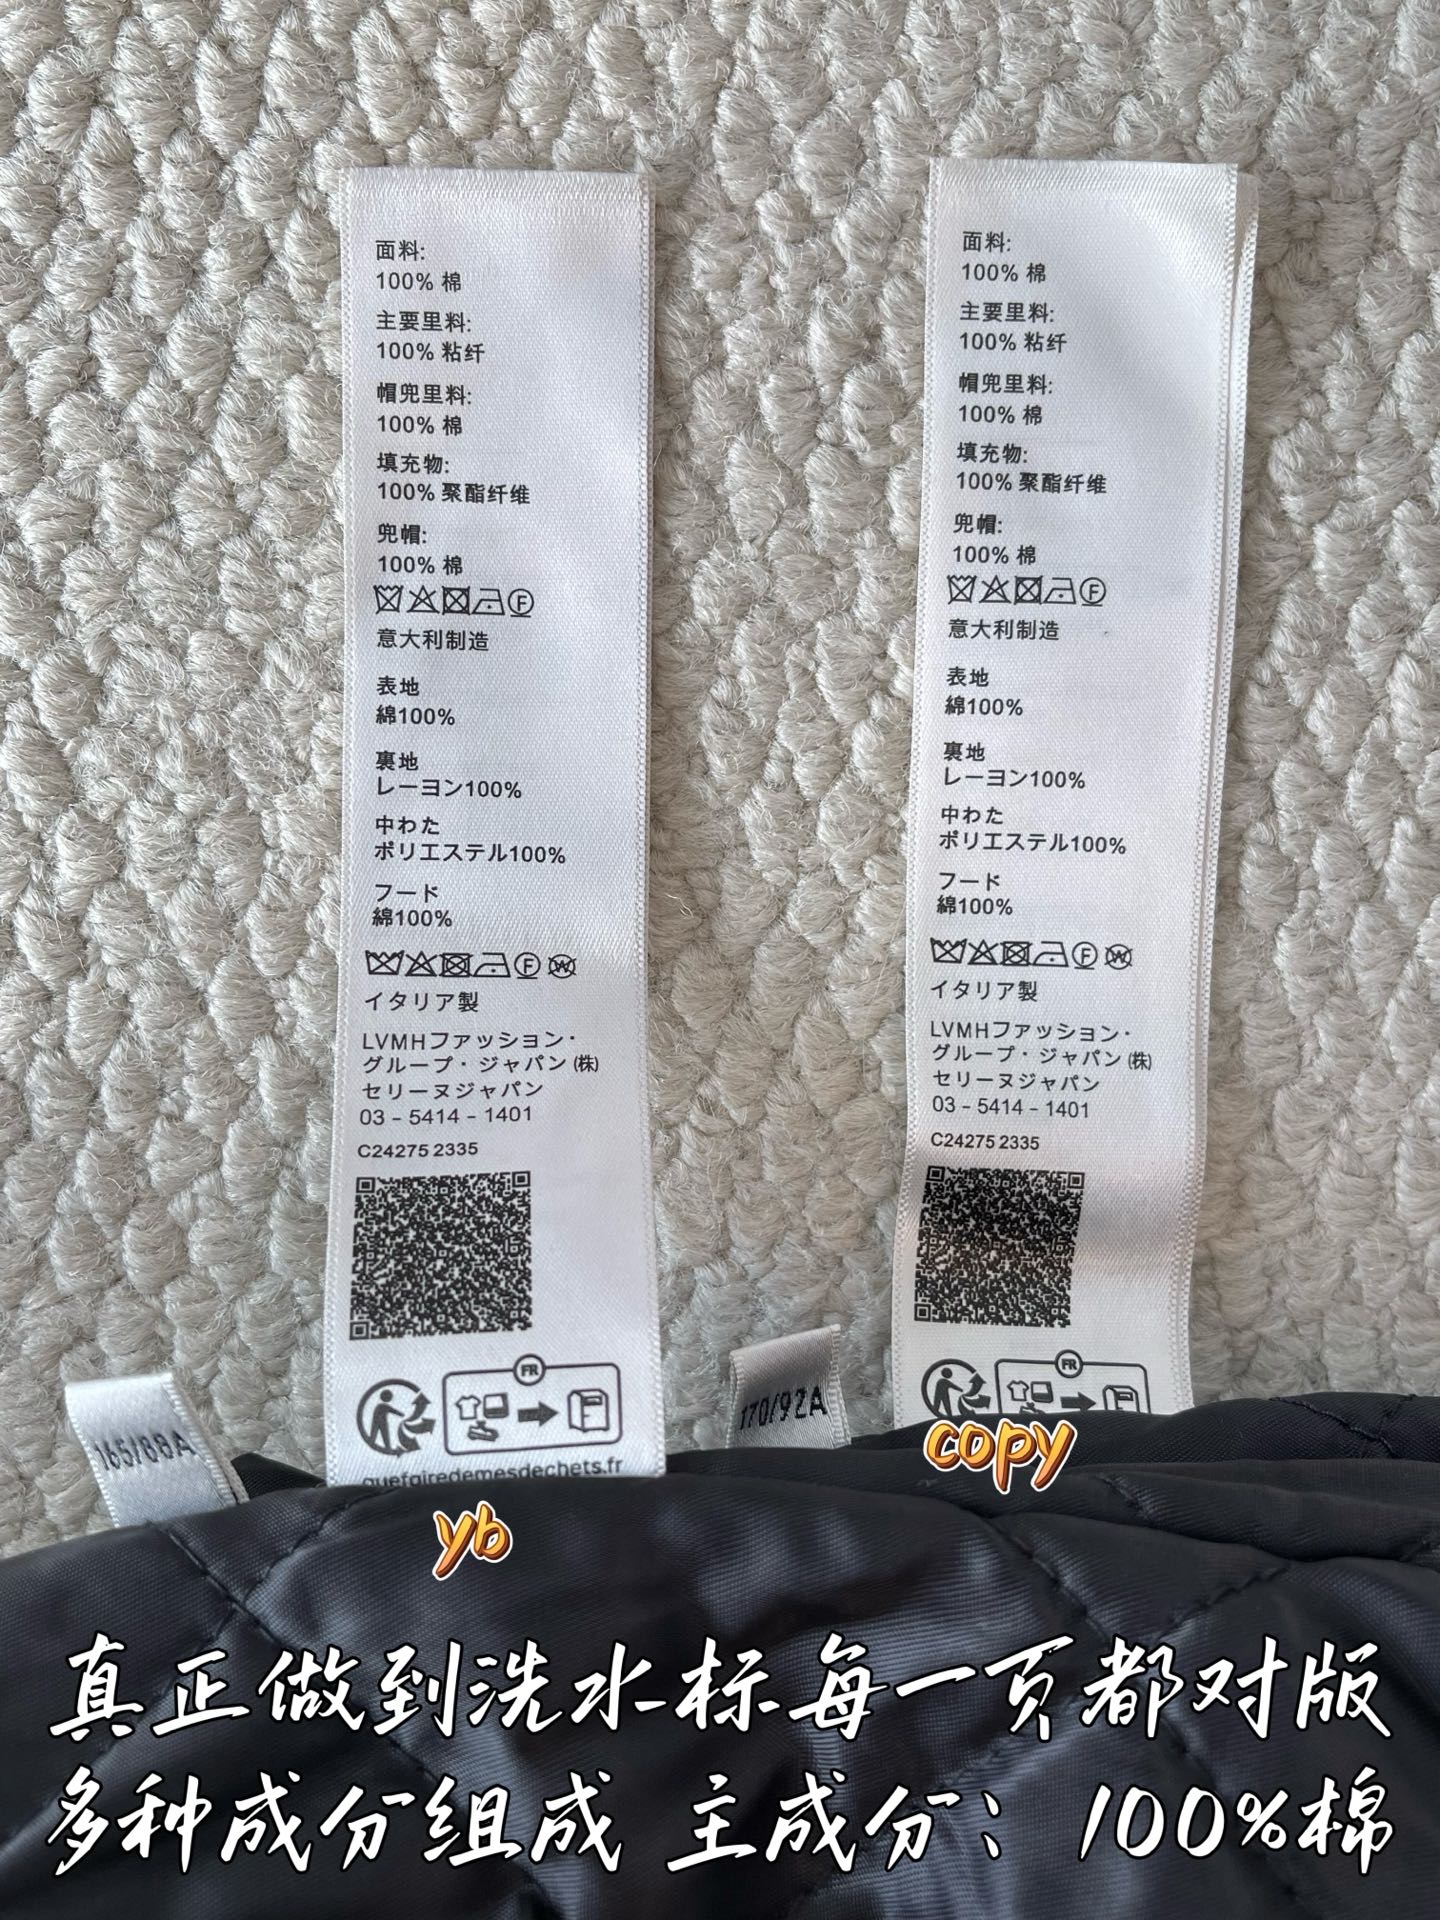 面料:
100% 棉
主要里料:
100% 粘纤
帽兜里料:
100% 棉
填充物:
100% 聚酯纤维
兜帽:
100% 棉
F
意大利制造
表地
綿100%
裏地
レーヨン100%
中わた
ポリエステル100%
フード
綿100%
F W
イタリア製
LVMHファッション・
グループ・ジャパン(株)
セリーヌジャパン
03-5414-1401
C24275 2335
FR
quefairedemesdechets.fr
165/88A
面料:
100% 棉
主要里料:
100% 粘纤
帽兜里料:
100% 棉
填充物:
100% 聚酯纤维
兜帽:
100% 棉
F
意大利制造
表地
綿100%
裏地
レーヨン100%
中わた
ポリエステル100%
フード
綿100%
F W
イタリア製
LVMHファッション・
グループ・ジャパン(株)
セリーヌジャパン
03-5414-1401
C24275 2335
FR
170/92A
copy
yb
真正做到洗水标每一页都对版
多种成分组成 主成分：100%棉